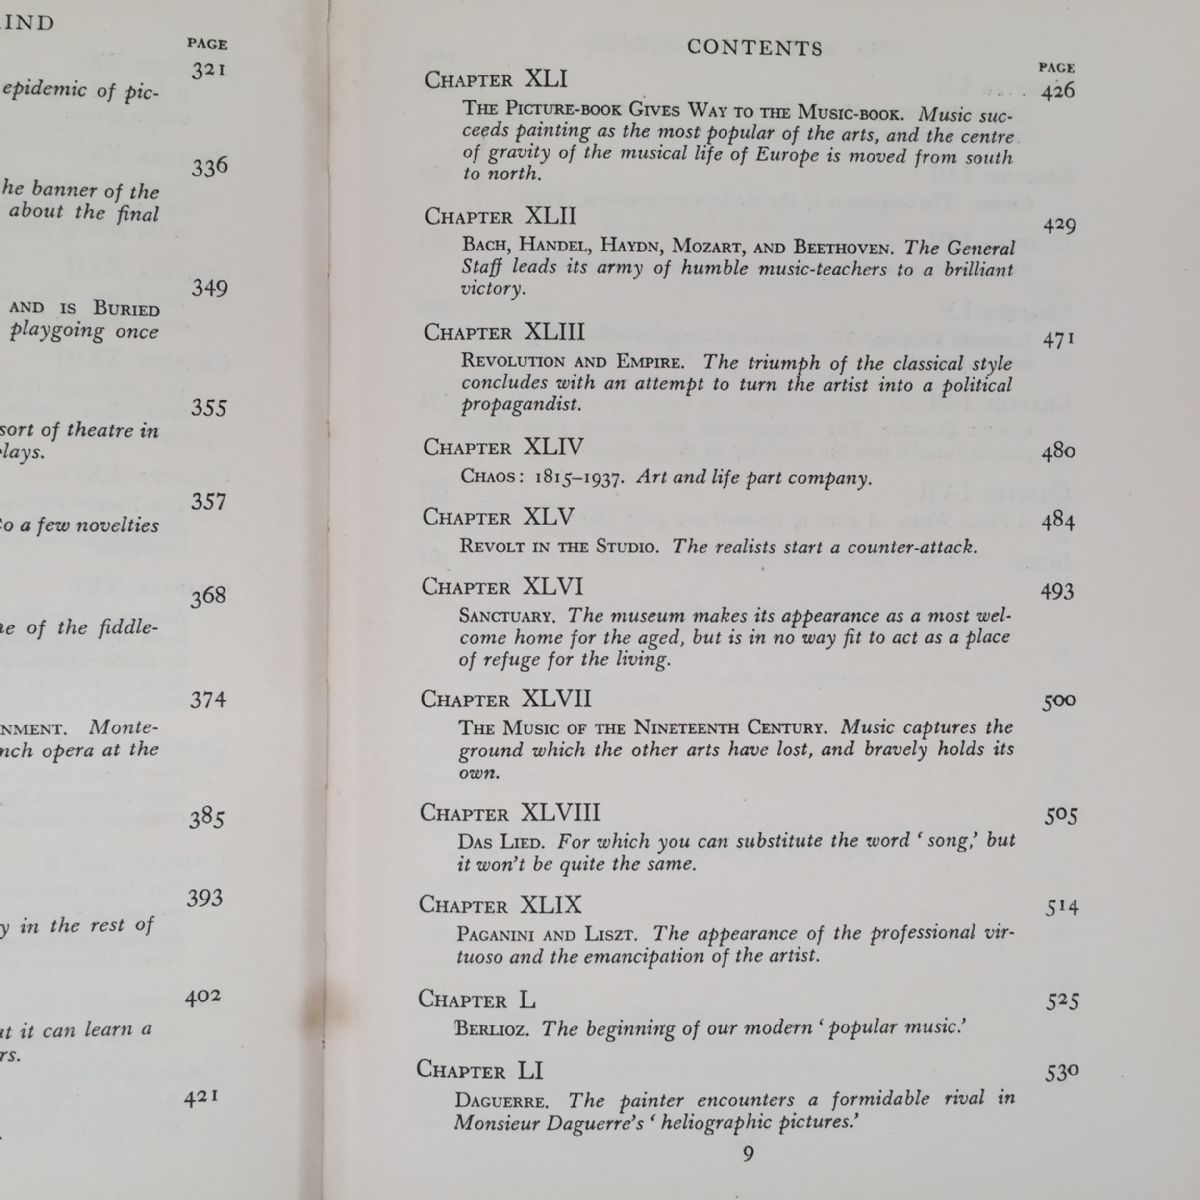 IND
PAGE
321
epidemic of pic-
336
he banner of the
about the final
349
AND IS BURIED
playgoing once
355
sort of theatre in
lays.
357
to a few novelties
368
e of the fiddle-
374
NMENT. Monte-
nch opera at the
385
393
y in the rest of
402
at it can learn a
rs.
421
CONTENTS
PAGE
CHAPTER XLI .... 426
THE PICTURE-BOOK GIVES WAY TO THE MUSIC-BOOK. Music suc-
ceeds painting as the most popular of the arts, and the centre
of gravity of the musical life of Europe is moved from south
to north.
CHAPTER XLII 429
BACH, HANDEL, HAYDN, MOZART, AND BEETHOVEN. The General
Staff leads its army of humble music-teachers to a brilliant
victory.
CHAPTER XLIII 471
REVOLUTION AND EMPIRE. The triumph of the classical style
concludes with an attempt to turn the artist into a political
propagandist.
CHAPTER XLIV 480
CHAOS: 1815–1937. Art and life part company.
CHAPTER XLV 484
REVOLT IN THE STUDIO. The realists start a counter-attack.
CHAPTER XLVI 493
SANCTUARY. The museum makes its appearance as a most wel-
come home for the aged, but is in no way fit to act as a place
of refuge for the living.
CHAPTER XLVII 500
THE MUSIC OF THE NINETEENTH CENTURY. Music captures the
ground which the other arts have lost, and bravely holds its
own.
CHAPTER XLVIII 505
DAS LIED. For which you can substitute the word ‘song,’ but
it won’t be quite the same.
CHAPTER XLIX 514
PAGANINI AND LISZT. The appearance of the professional vir-
tuoso and the emancipation of the artist.
CHAPTER L 525
BERLIOZ. The beginning of our modern ‘popular music.’
CHAPTER LI 530
DAGUERRE. The painter encounters a formidable rival in
Monsieur Daguerre’s ‘heliographic pictures.’
9